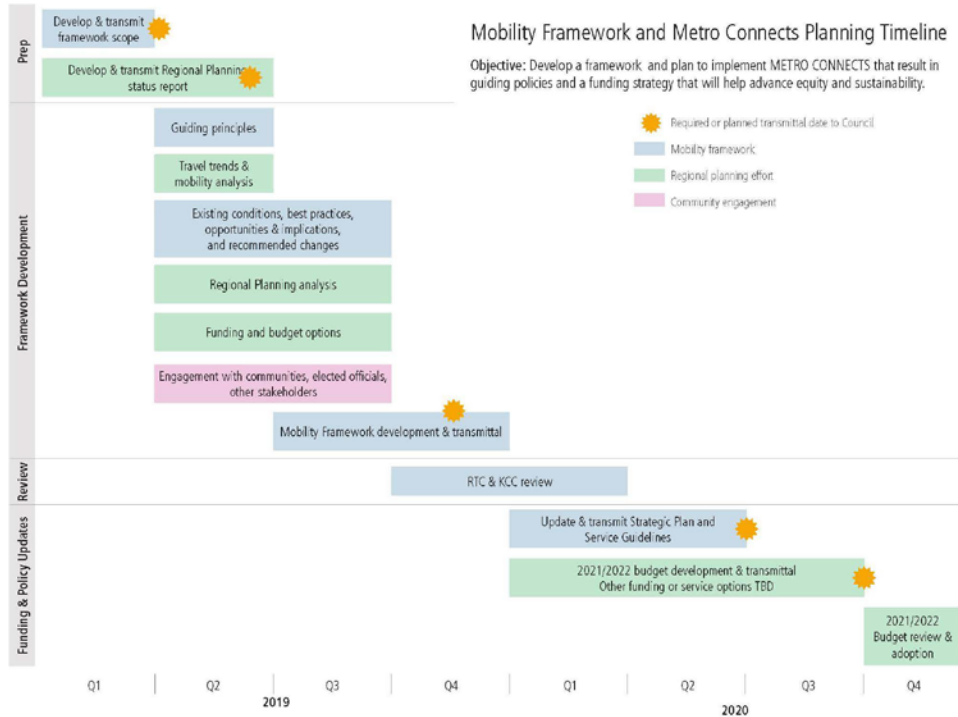 Mobility Framework and Metro Connects Planning Timeline
Objective: Develop a framework and plan to implement METRO CONNECTS that result in
guiding policies and a funding strategy that will help advance equity and sustainability.
Required or planned transmittal date to Council
Mobility framework
Regional planning effort
Community engagement
Prep
Develop & transmit
framework scope
Develop & transmit Regional Planning
status report
Framework Development
Guiding principles
Travel trends &
mobility analysis
Existing conditions, best practices,
opportunities & implications,
and recommended changes
Regional Planning analysis
Funding and budget options
Engagement with communities, elected officials,
other stakeholders
Mobility Framework development & transmittal
Review
RTC & KCC review
Funding & Policy Updates
Update & transmit Strategic Plan and
Service Guidelines
2021/2022 budget development & transmittal
Other funding or service options TBD
2021/2022
Budget review &
adoption
Q1 Q2 Q3 Q4 Q1 Q2 Q3 Q4
2019 2020